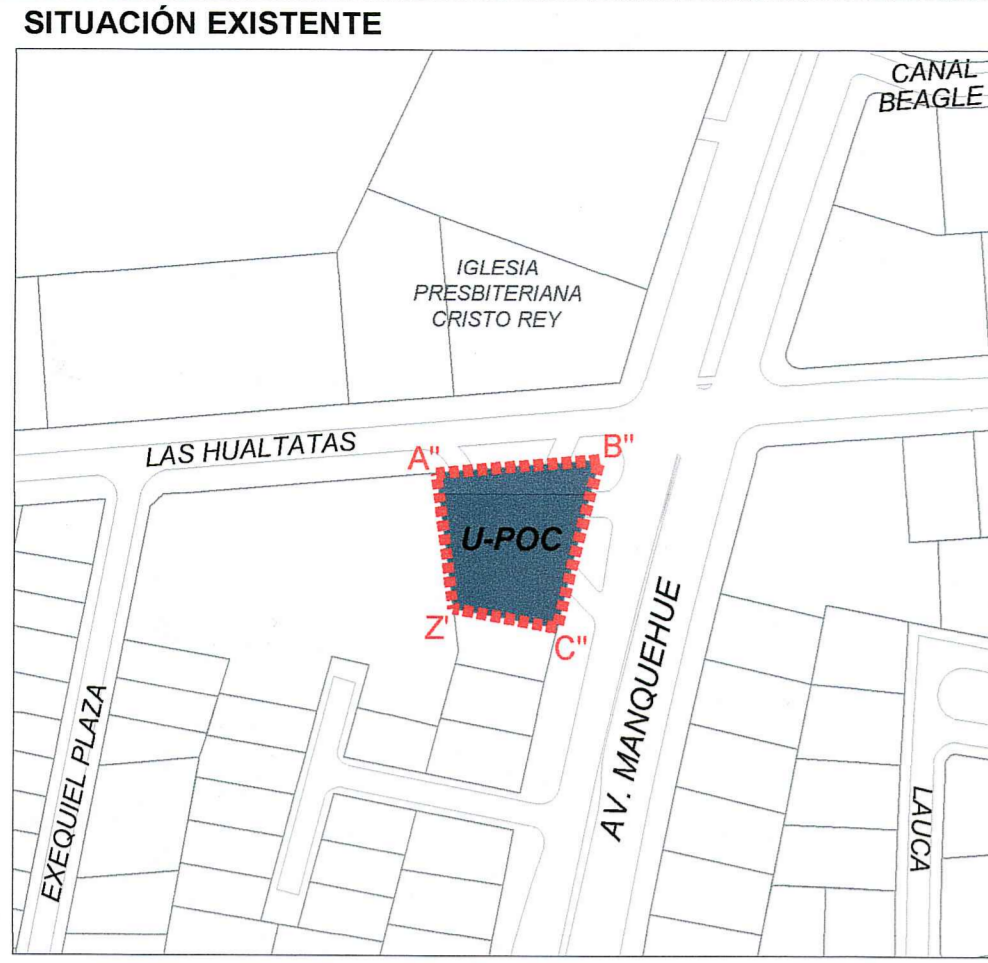 SITUACIÓN EXISTENTE
CANAL
BEAGLE
IGLESIA
PRESBITERIANA
CRISTO REY
LAS HUALTATAS
A"
B"
U-POC
Z'
C"
AV. MANQUEHUE
EXEQUIEL PLAZA
LAUCA